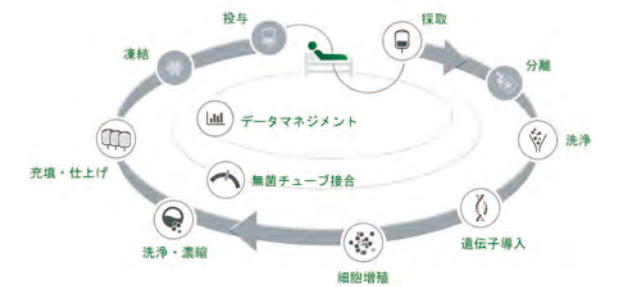 投与
採取
凍結
分離
データマネジメント
洗浄
充填・仕上げ
無菌チューブ接合
洗浄・濃縮
遺伝子導入
細胞増殖